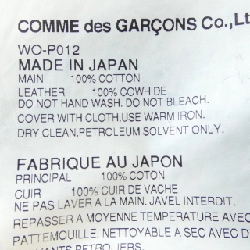 COMME des GARÇONS Co.,Lt
WC-P012
MADE IN JAPAN
MAIN 100% COTTON
LEATHER 100% COWHIDE
DO NOT HAND WASH. DO NOT BLEACH.
COVER WITH CLOTH.USE WARM IRON.
DRY CLEAN.PETROLEUM SOLVENT ONLY.
FABRIQUE AU JAPON
PRINCIPAL 100% COTON
CUIR 100% CUIR DE VACHE
NE PAS LAVER A LA MAIN. JAVEL INTERDIT.
REPASSER A MOYENNE TEMPERATURE AVEC
PATTEMOUILLE. NETTOYABLE A SEC AVEC D
VANTS PETROLIERS.